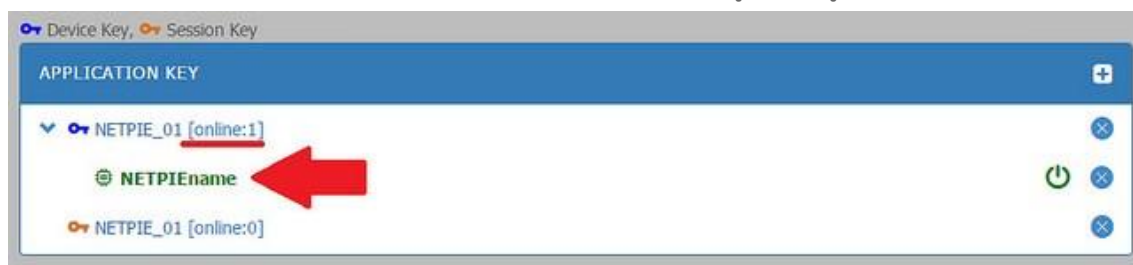 Device Key, Session Key
APPLICATION KEY
NETPIE_01 [online:1]
NETPIEname
NETPIE_01 [online:0]